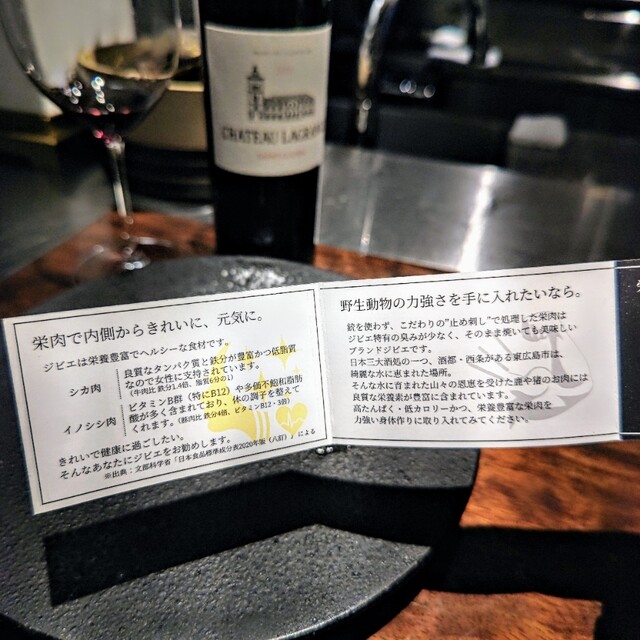 CHATEAU LAGRANGE
栄肉で内側からきれいに、元気に。
ジビエは栄養豊富でヘルシーな食材です。
シカ肉
良質なタンパク質と鉄分が豊富かつ低脂質
なので女性に支持されています。
(牛肉比 鉄分1.4倍、脂質6分の1)
イノシシ肉
ビタミンB群（特にB12）や多価不飽和脂肪
酸が多く含まれており、体の調子を整えて
くれます。(豚肉比 鉄分4倍、ビタミンB12・3倍)
きれいで健康に過ごしたい。
そんなあなたにジビエをお勧めします。
※出典：文部科学省「日本食品標準成分表2020年版（八訂）」による
野生動物の力強さを手に入れたいなら。
銃を使わず、こだわりの"止め刺し"で処理した栄肉は
ジビエ特有の臭みが少なく、そのまま焼いても美味しい
ブランドジビエです。
日本三大酒処の一つ、酒都・西条がある東広島市は、
綺麗な水に恵まれた場所。
そんな水に育まれた山々の恩恵を受けた鹿や猪のお肉には
良質な栄養素が豊富に含まれています。
高たんぱく・低カロリーかつ、栄養豊富な栄肉を
力強い身体作りに取り入れてみてください。